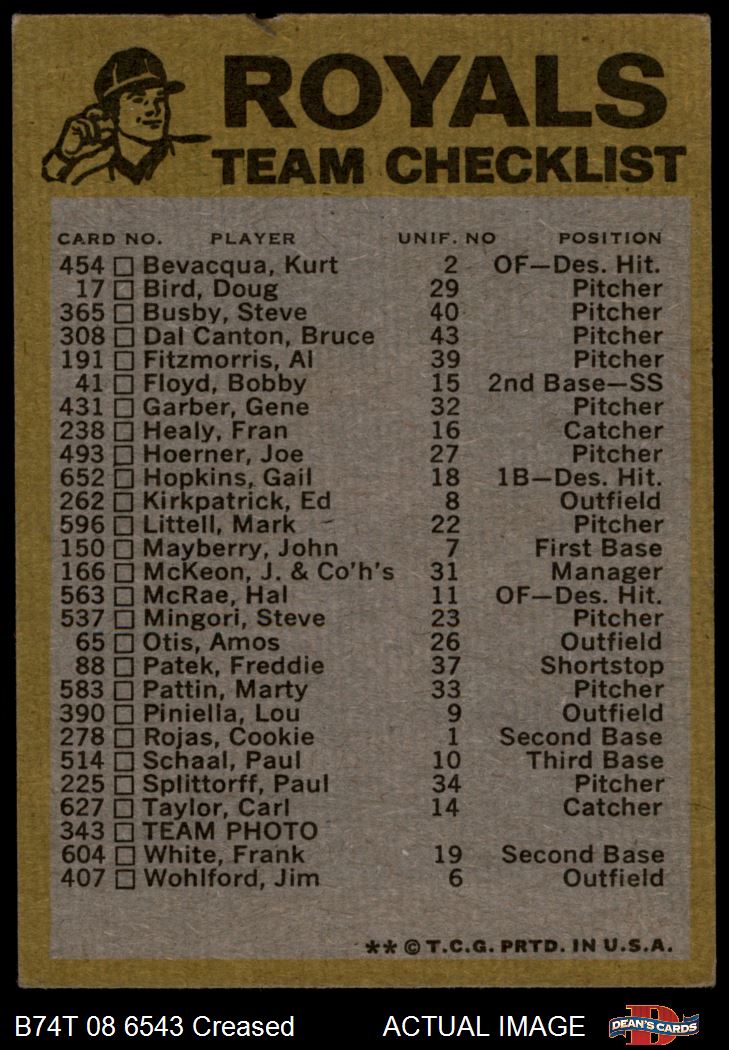 ROYALS
TEAM CHECKLIST
CARD NO. PLAYER UNIF. NO POSITION
454 Bevacqua, Kurt 2 OF—Des. Hit.
17 Bird, Doug 29 Pitcher
365 Busby, Steve 40 Pitcher
308 Dal Canton, Bruce 43 Pitcher
191 Fitzmorris, Al 39 Pitcher
41 Floyd, Bobby 15 2nd Base—SS
431 Garber, Gene 32 Pitcher
238 Healy, Fran 16 Catcher
493 Hoerner, Joe 27 Pitcher
652 Hopkins, Gail 18 1B—Des. Hit.
262 Kirkpatrick, Ed 8 Outfield
596 Littell, Mark 22 Pitcher
150 Mayberry, John 7 First Base
166 McKeon, J. & Co'h's 31 Manager
563 McRae, Hal 11 OF—Des. Hit.
537 Mingori, Steve 23 Pitcher
65 Otis, Amos 26 Outfield
88 Patek, Freddie 37 Shortstop
583 Pattin, Marty 33 Pitcher
390 Piniella, Lou 9 Outfield
278 Rojas, Cookie 1 Second Base
514 Schaal, Paul 10 Third Base
225 Splittorff, Paul 34 Pitcher
627 Taylor, Carl 14 Catcher
343 TEAM PHOTO
604 White, Frank 19 Second Base
407 Wohlford, Jim 6 Outfield
** © T.C.G. PRTD. IN U.S.A.
B74T 08 6543 Creased ACTUAL IMAGE D DEAN'S CARDS